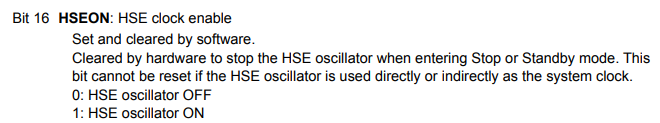 Bit 16 HSEON: HSE clock enable
Set and cleared by software.
Cleared by hardware to stop the HSE oscillator when entering Stop or Standby mode. This
bit cannot be reset if the HSE oscillator is used directly or indirectly as the system clock.
0: HSE oscillator OFF
1: HSE oscillator ON